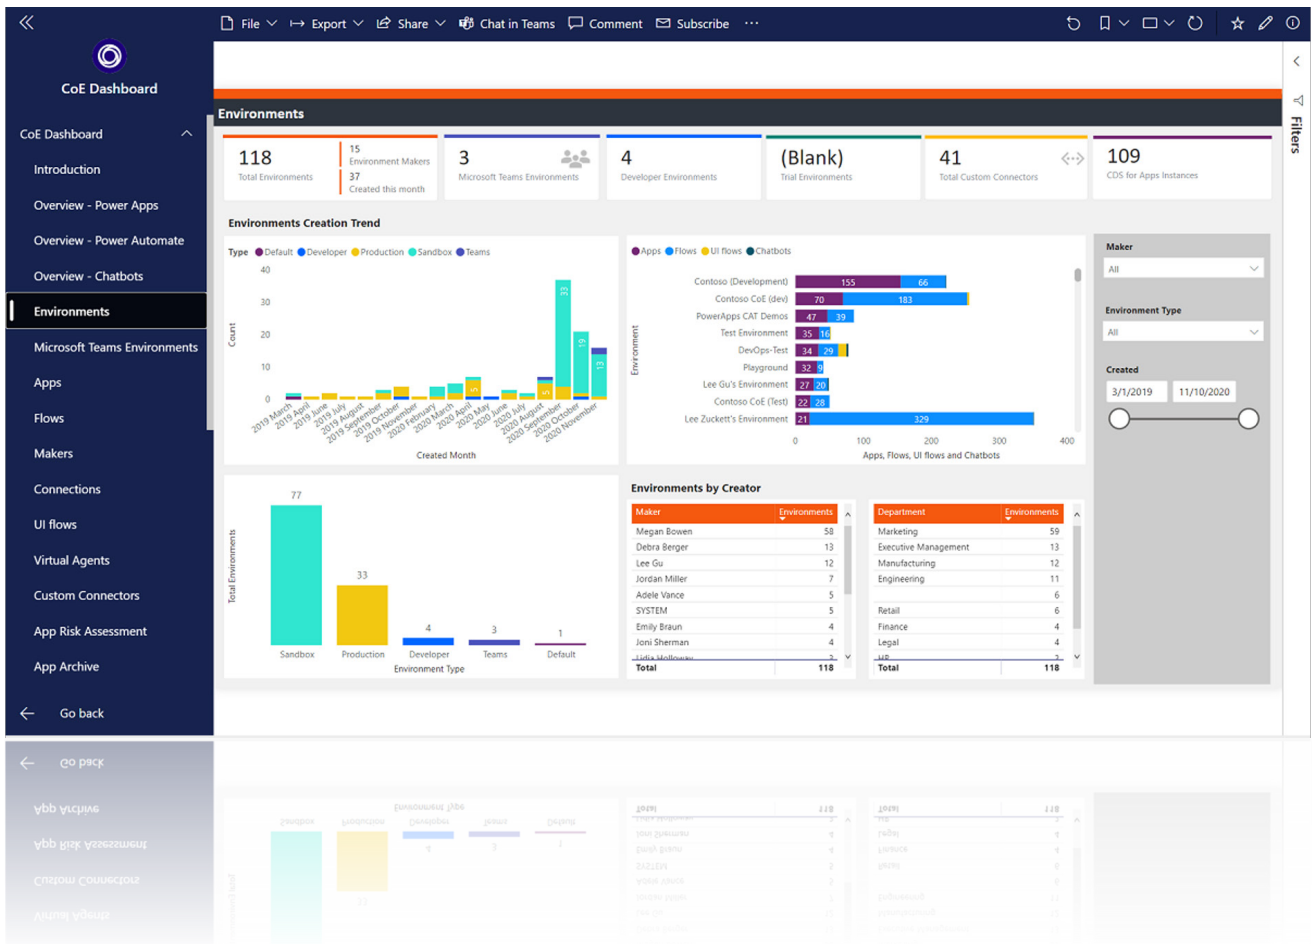 File Export Share Chat in Teams Comment Subscribe ...
CoE Dashboard
CoE Dashboard
Introduction
Overview - Power Apps
Overview - Power Automate
Overview - Chatbots
Environments
Microsoft Teams Environments
Apps
Flows
Makers
Connections
UI flows
Virtual Agents
Custom Connectors
App Risk Assessment
App Archive
Go back
Filters
Environments
118
Total Environments
15
Environment Makers
37
Created this month
3
Microsoft Teams Environments
4
Developer Environments
(Blank)
Trial Environments
41
Total Custom Connectors
109
CDS for Apps Instances
Environments Creation Trend
Type Default Developer Production Sandbox Teams
Count
40
30
20
10
0
33
19
13
5
5
2019 March
2019 April
2019 June
2019 July
2019 August
2019 September
2019 October
2019 November
2020 February
2020 March
2020 April
2020 May
2020 June
2020 July
2020 August
2020 September
2020 October
2020 November
Created Month
Apps Flows UI flows Chatbots
Environment
Contoso (Development) 155 66
Contoso CoE (dev) 70 183
PowerApps CAT Demos 47 39
Test Environment 35 16
DevOps-Test 34 29
Playground 32 9
Lee Gu's Environment 27 20
Contoso CoE (Test) 22 28
Lee Zuckett's Environment 21 329
0 100 200 300 400
Apps, Flows, UI flows and Chatbots
Maker
All
Environment Type
All
Created
3/1/2019 11/10/2020
Total Environments
77
33
4
3
1
Sandbox Production Developer Teams Default
Environment Type
Environments by Creator
Maker Environments
Megan Bowen 58
Debra Berger 13
Lee Gu 12
Jordan Miller 7
Adele Vance 5
SYSTEM 5
Emily Braun 4
Joni Sherman 4
Lidia Holloway 3
Total 118
Department Environments
Marketing 59
Executive Management 13
Manufacturing 12
Engineering 11
6
Retail 6
Finance 4
Legal 4
HR 3
Total 118